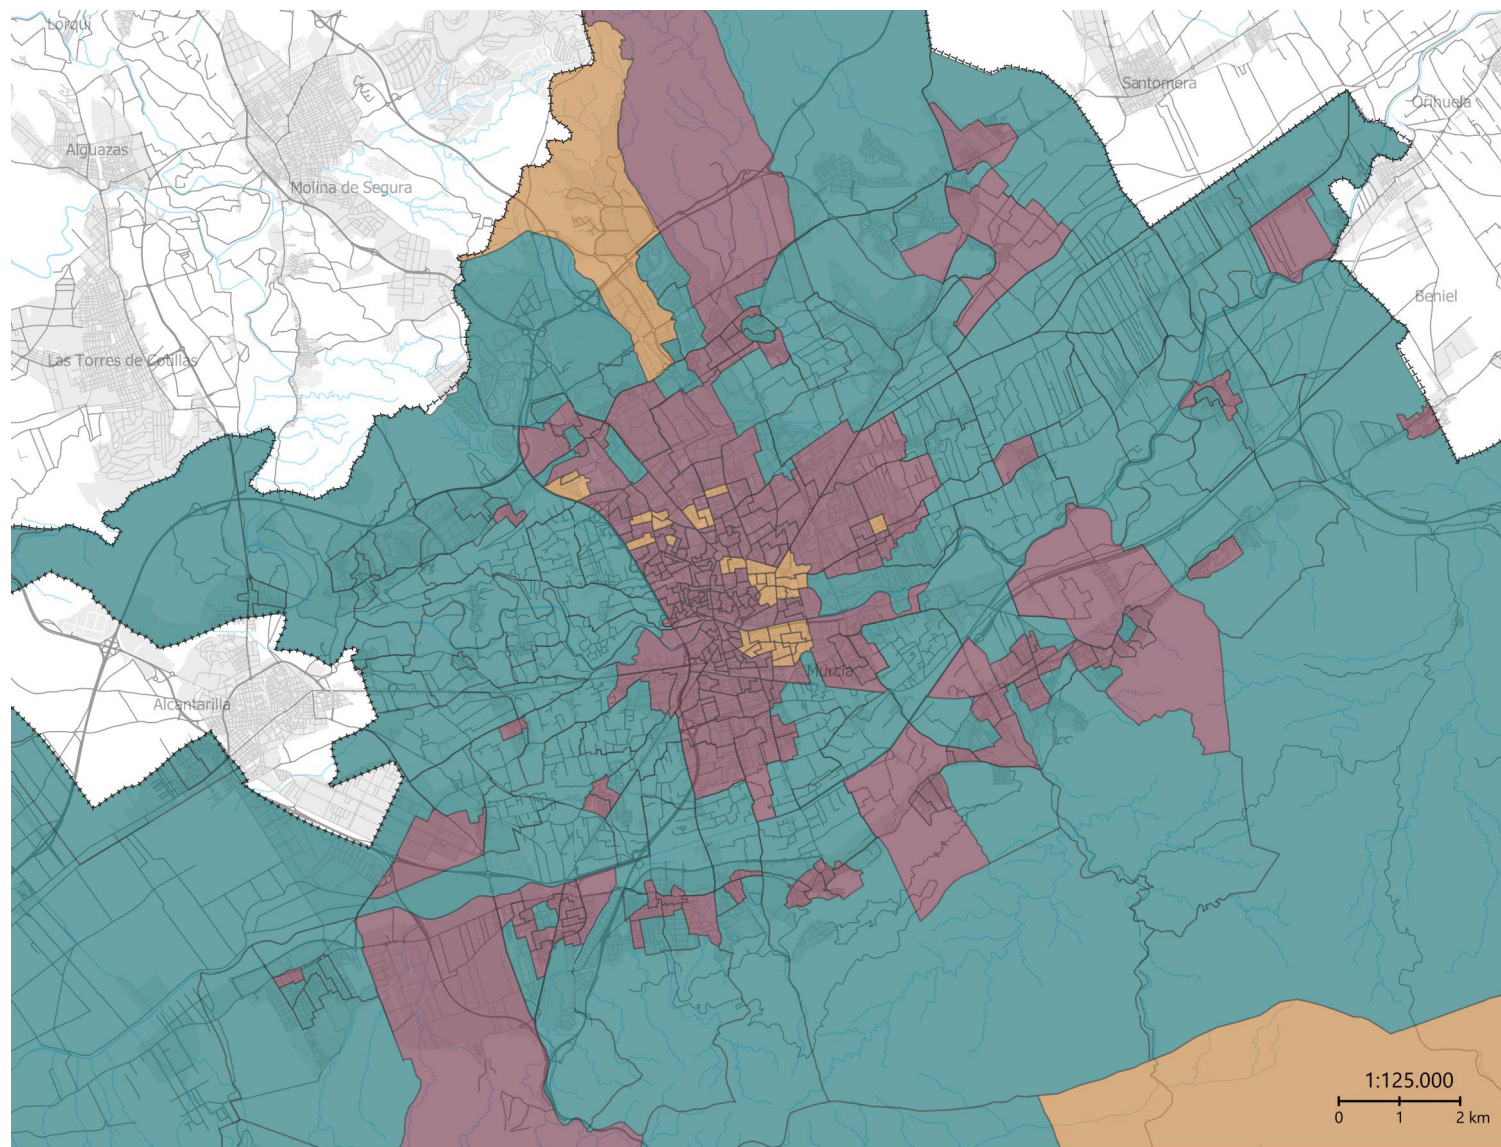 Lorquí
Santomera
Orihuela
Alguazas
Molina de Segura
Beniel
Las Torres de Cotillas
Murcia
Alcantarilla
1:125.000
0 1 2 km